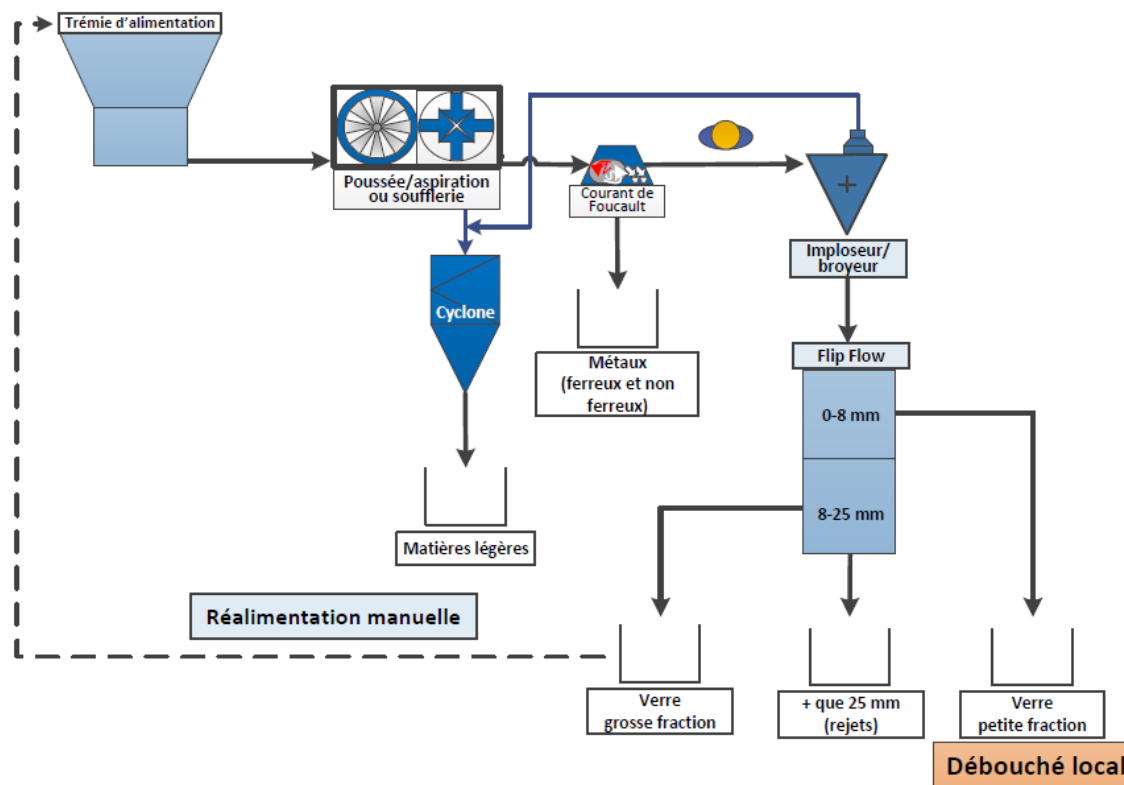 Trémie d'alimentation
Poussée/aspiration
ou soufflerie
Courant de
Foucault
Imploseur/
broyeur
Cyclone
Flip Flow
Métaux
(ferreux et non
ferreux)
0-8 mm
8-25 mm
Matières légères
Réalimentation manuelle
Verre
grosse fraction
+ que 25 mm
(rejets)
Verre
petite fraction
Débouché local